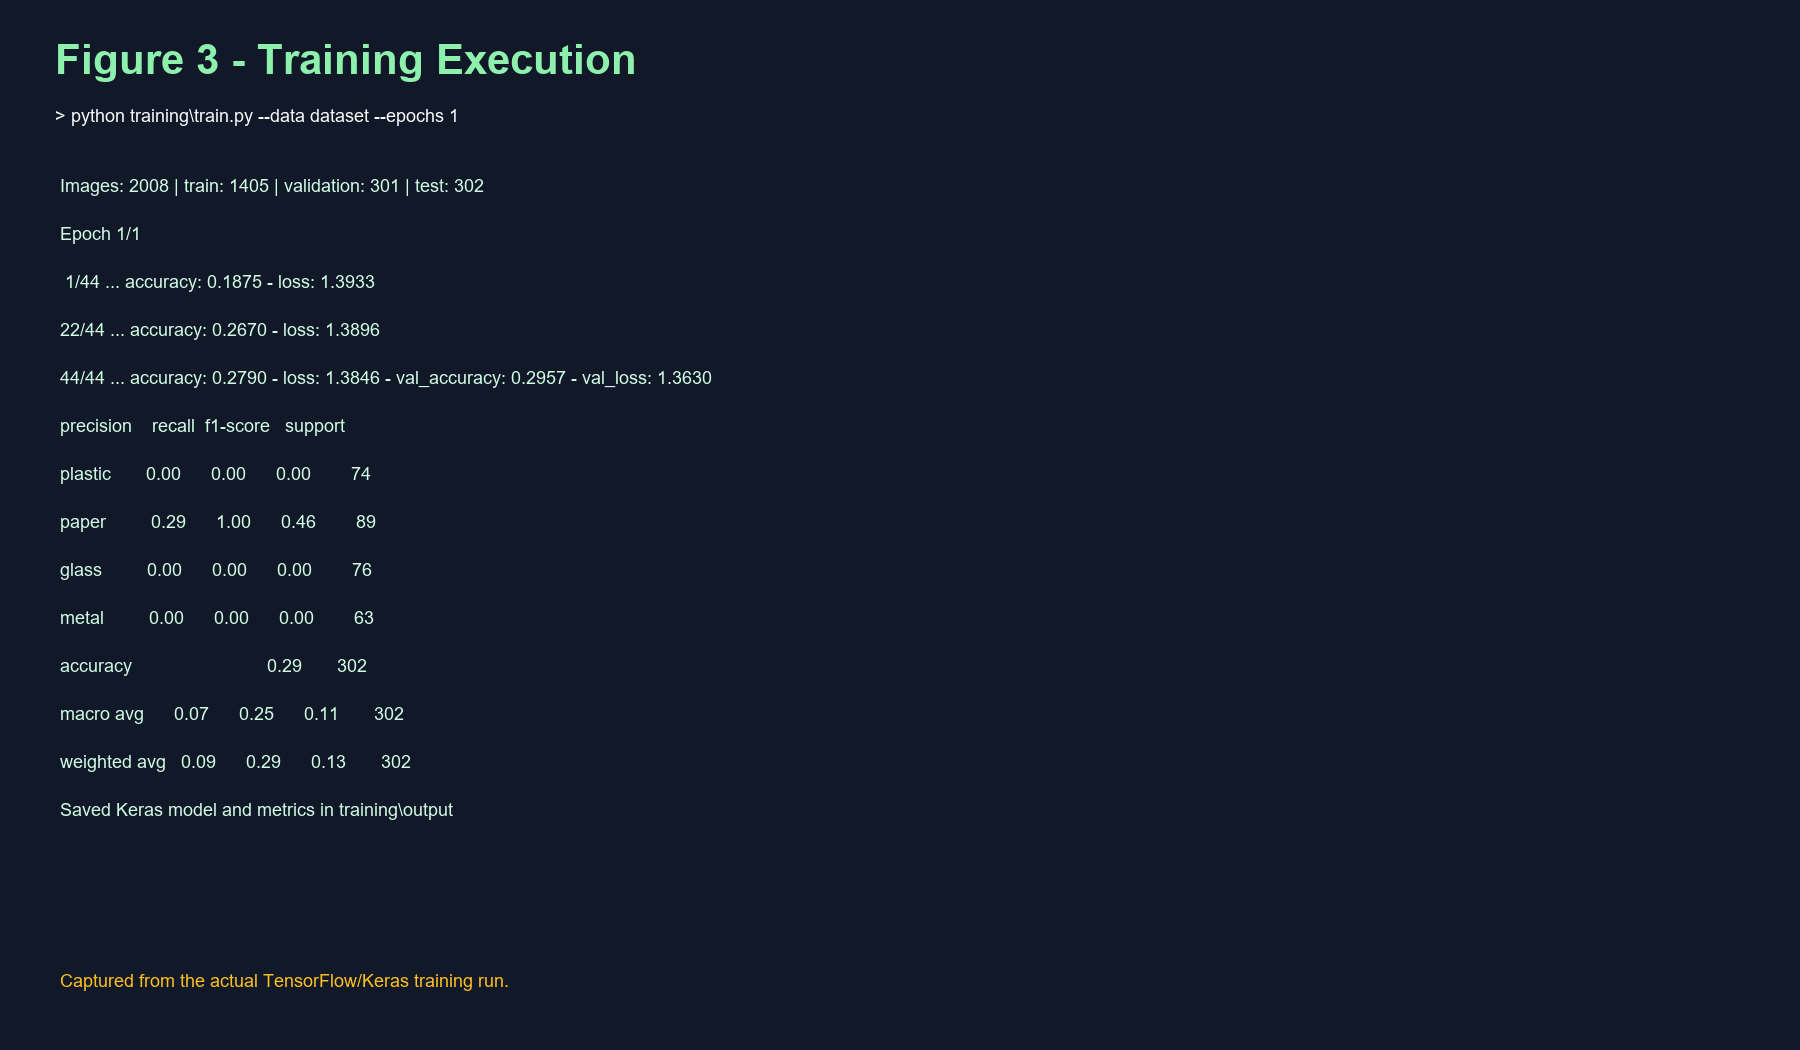 Figure 3 - Training Execution
> python training\train.py --data dataset --epochs 1
Images: 2008 | train: 1405 | validation: 301 | test: 302
Epoch 1/1
1/44 ... accuracy: 0.1875 - loss: 1.3933
22/44 ... accuracy: 0.2670 - loss: 1.3896
44/44 ... accuracy: 0.2790 - loss: 1.3846 - val_accuracy: 0.2957 - val_loss: 1.3630
precision recall f1-score support
plastic 0.00 0.00 0.00 74
paper 0.29 1.00 0.46 89
glass 0.00 0.00 0.00 76
metal 0.00 0.00 0.00 63
accuracy 0.29 302
macro avg 0.07 0.25 0.11 302
weighted avg 0.09 0.29 0.13 302
Saved Keras model and metrics in training\output
Captured from the actual TensorFlow/Keras training run.